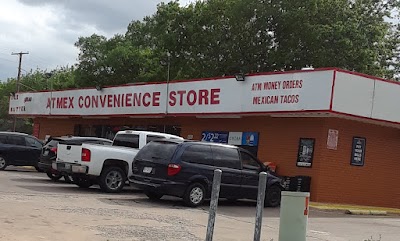 ATMEX CONVENIENCE STORE
ATM MONEY ORDERS
MEXICAN TACOS